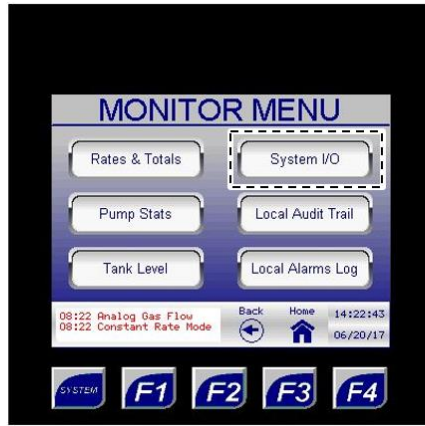 MONITOR MENU
Rates & Totals
System I/O
Pump Stats
Local Audit Trail
Tank Level
Local Alarms Log
08:22 Analog Gas Flow
08:22 Constant Rate Mode
Back
Home
14:22:43
06/20/17
SYSTEM
F1
F2
F3
F4